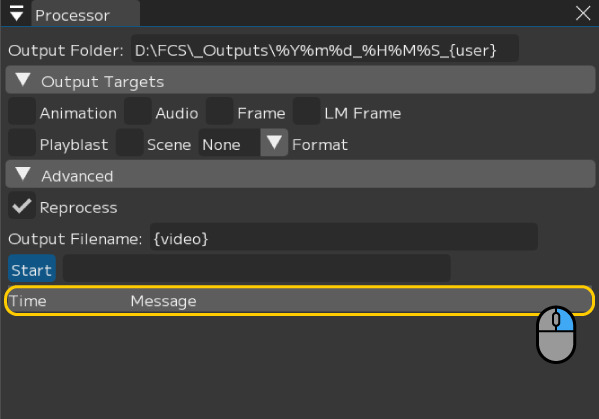 Processor
Output Folder: D:\FCS\_Outputs\%Y%m%d_%H%M%S_{user}
Output Targets
Animation Audio Frame LM Frame
Playblast Scene None Format
Advanced
Reprocess
Output Filename: {video}
Start
Time Message